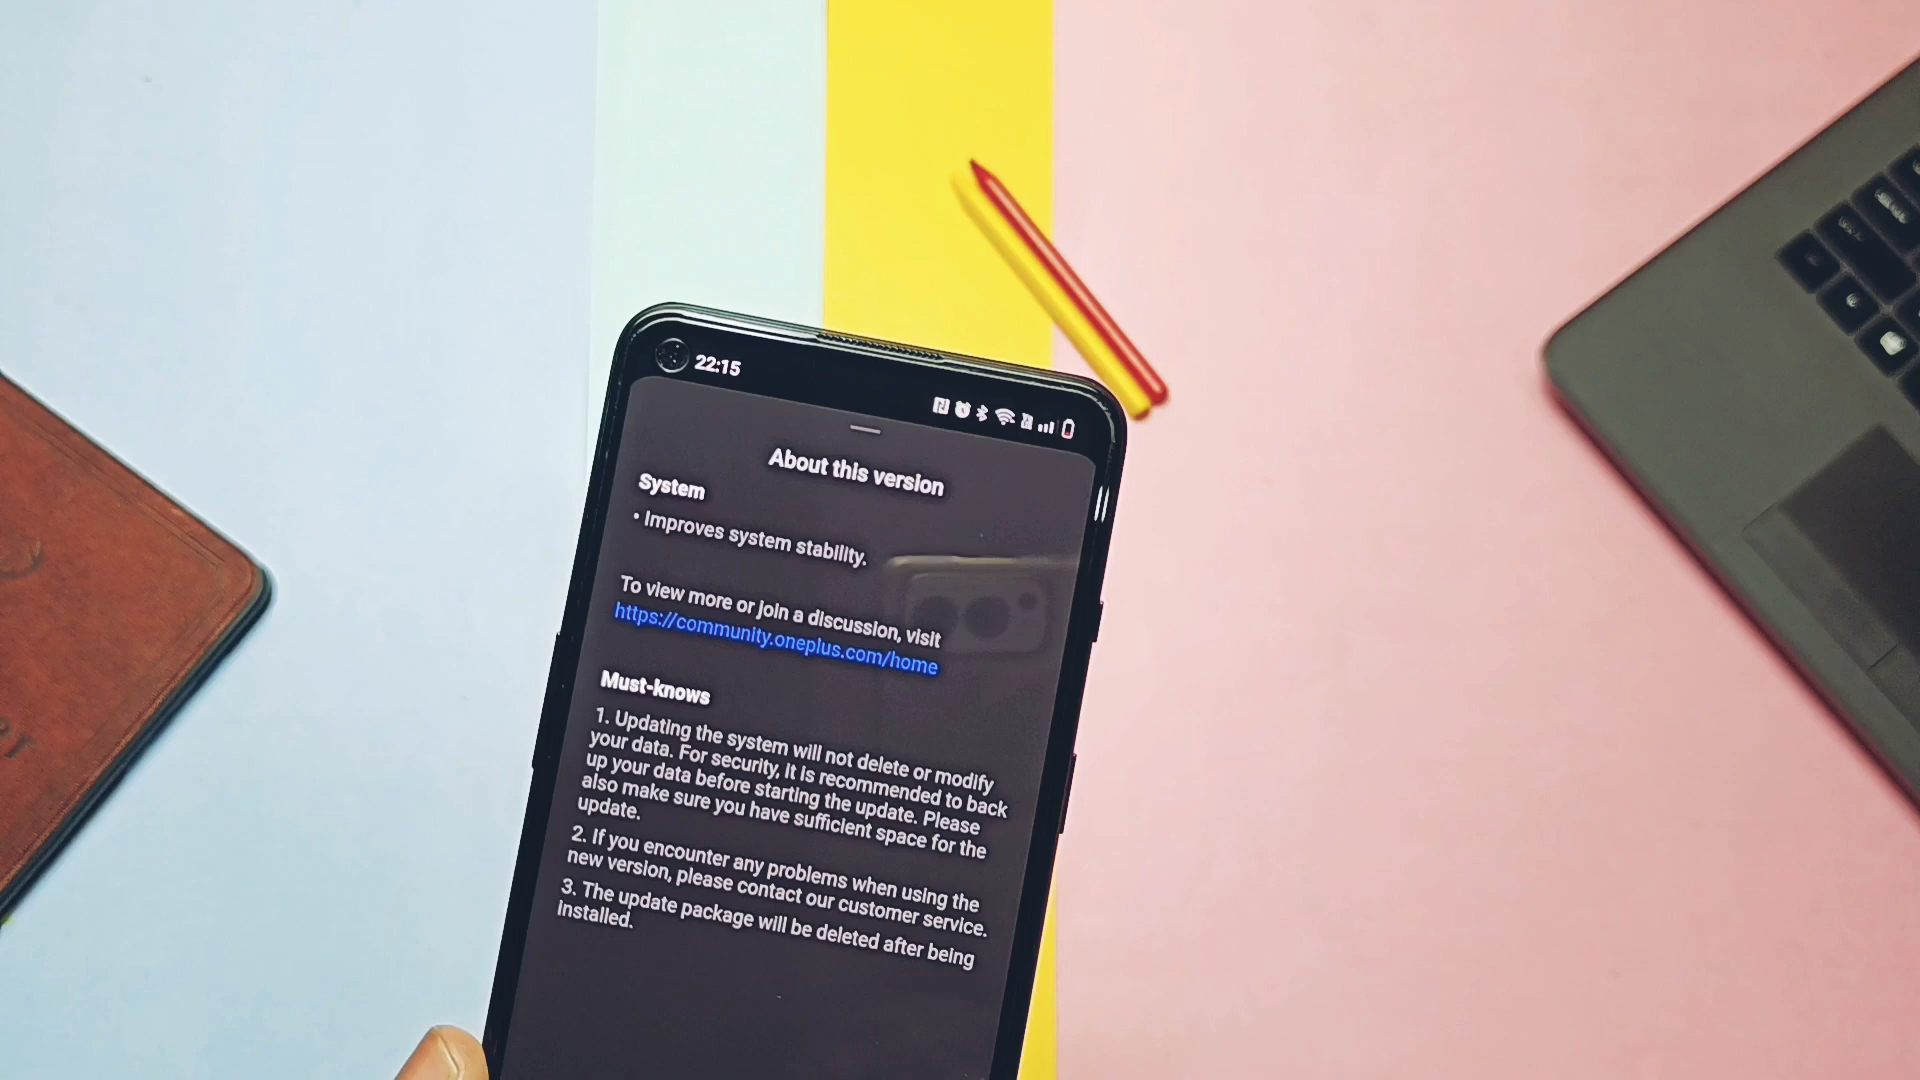 22:15
About this version
System
• Improves system stability.
To view more or join a discussion, visit
https://community.oneplus.com/home
Must-knows
1. Updating the system will not delete or modify
your data. For security, it is recommended to back
up your data before starting the update. Please
also make sure you have sufficient space for the
update.
2. If you encounter any problems when using the
new version, please contact our customer service.
3. The update package will be deleted after being
installed.